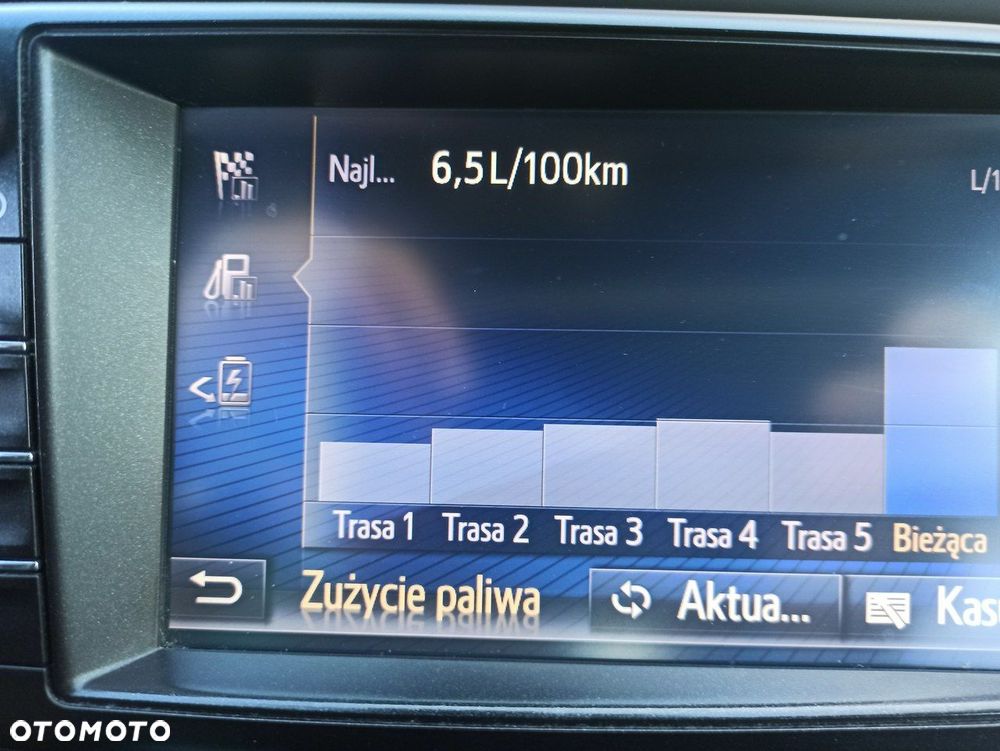 Najl... 6,5 L/100km L/1
Trasa 1 Trasa 2 Trasa 3 Trasa 4 Trasa 5 Bieżąca
Zużycie paliwa Aktua... Kas
OTOMOTO